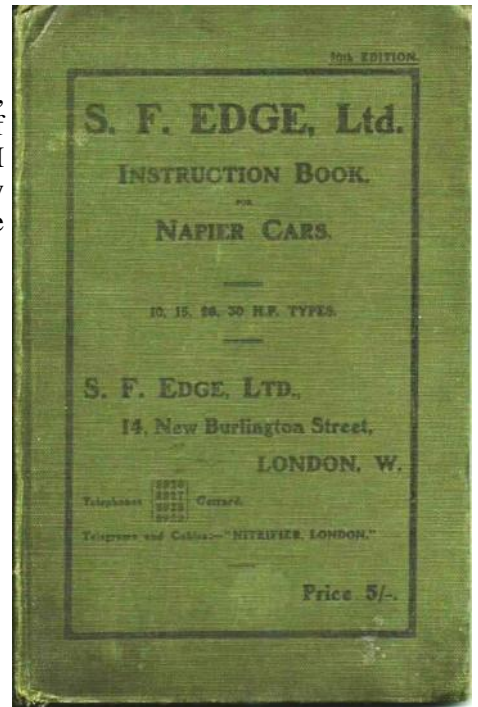 10th EDITION.
S. F. EDGE, Ltd.
INSTRUCTION BOOK.
FOR
NAPIER CARS.
10, 15, 26, 30 H.P. TYPES.
S. F. EDGE, LTD.,
14, New Burlington Street,
LONDON, W.
Telephones Gerrard.
Telegrams and Cables:—"NITRIFIER, LONDON."
Price 5/-.